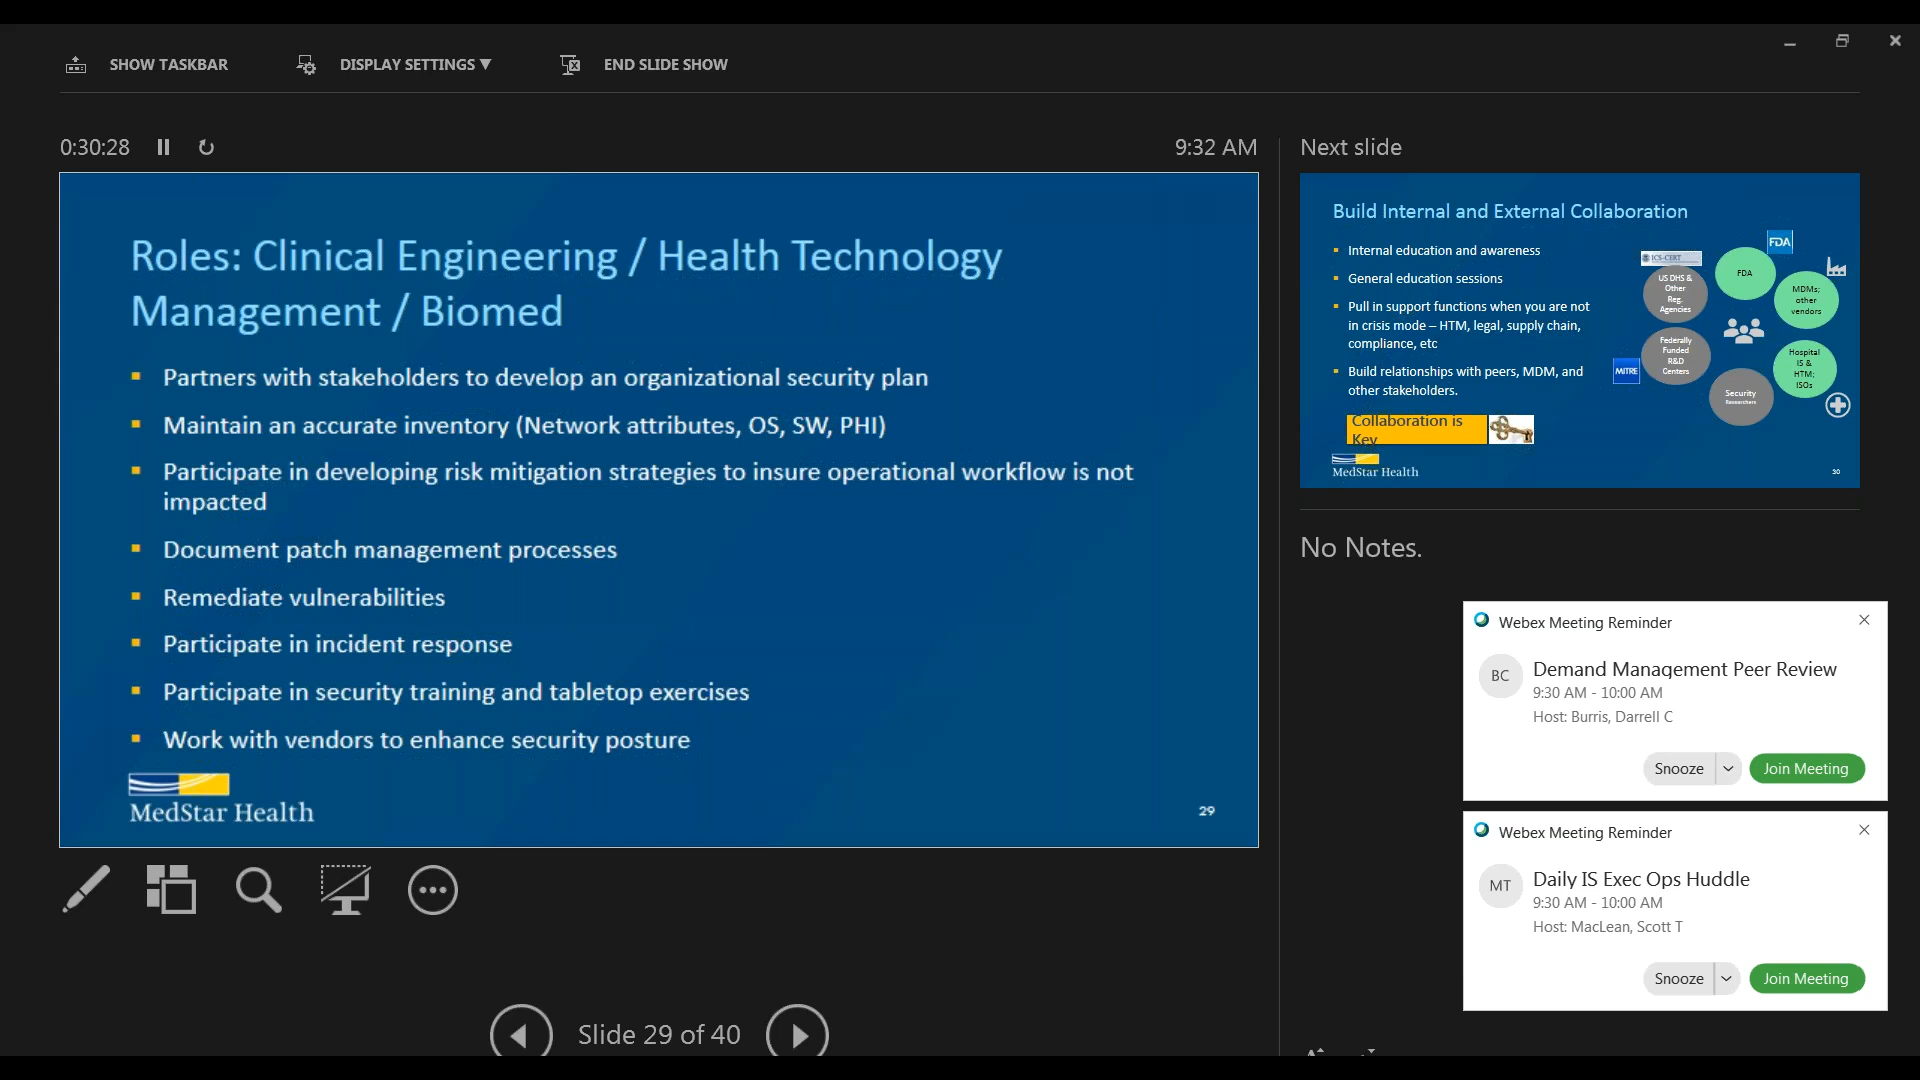 SHOW TASKBAR
DISPLAY SETTINGS ▼
END SLIDE SHOW
0:30:28
9:32 AM
Roles: Clinical Engineering / Health Technology
Management / Biomed
Partners with stakeholders to develop an organizational security plan
Maintain an accurate inventory (Network attributes, OS, SW, PHI)
Participate in developing risk mitigation strategies to insure operational workflow is not
impacted
Document patch management processes
Remediate vulnerabilities
Participate in incident response
Participate in security training and tabletop exercises
Work with vendors to enhance security posture
MedStar Health
29
Slide 29 of 40
Next slide
Build Internal and External Collaboration
Internal education and awareness
General education sessions
Pull in support functions when you are not
in crisis mode – HTM, legal, supply chain,
compliance, etc
Build relationships with peers, MDM, and
other stakeholders.
Collaboration is
Key
MedStar Health
ICS-CERT
US DHS &
Other
Reg.
Agencies
FDA
FDA
MDMs;
other
vendors
Federally
Funded
R&D
Centers
MITRE
Hospital
IS &
HTM;
ISOs
Security
Researchers
30
No Notes.
Webex Meeting Reminder
BC
Demand Management Peer Review
9:30 AM - 10:00 AM
Host: Burris, Darrell C
Snooze
Join Meeting
Webex Meeting Reminder
MT
Daily IS Exec Ops Huddle
9:30 AM - 10:00 AM
Host: MacLean, Scott T
Snooze
Join Meeting